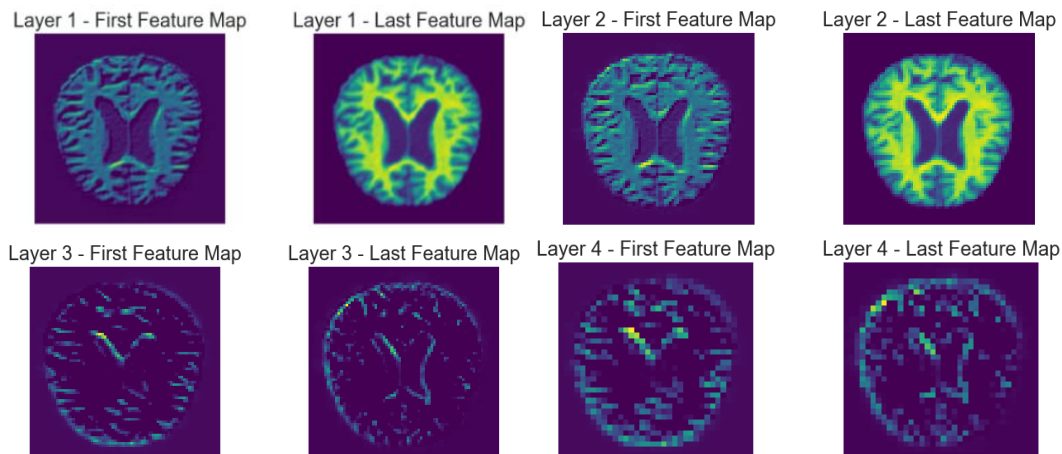 Layer 1 - First Feature Map
Layer 1 - Last Feature Map
Layer 2 - First Feature Map
Layer 2 - Last Feature Map
Layer 3 - First Feature Map
Layer 3 - Last Feature Map
Layer 4 - First Feature Map
Layer 4 - Last Feature Map